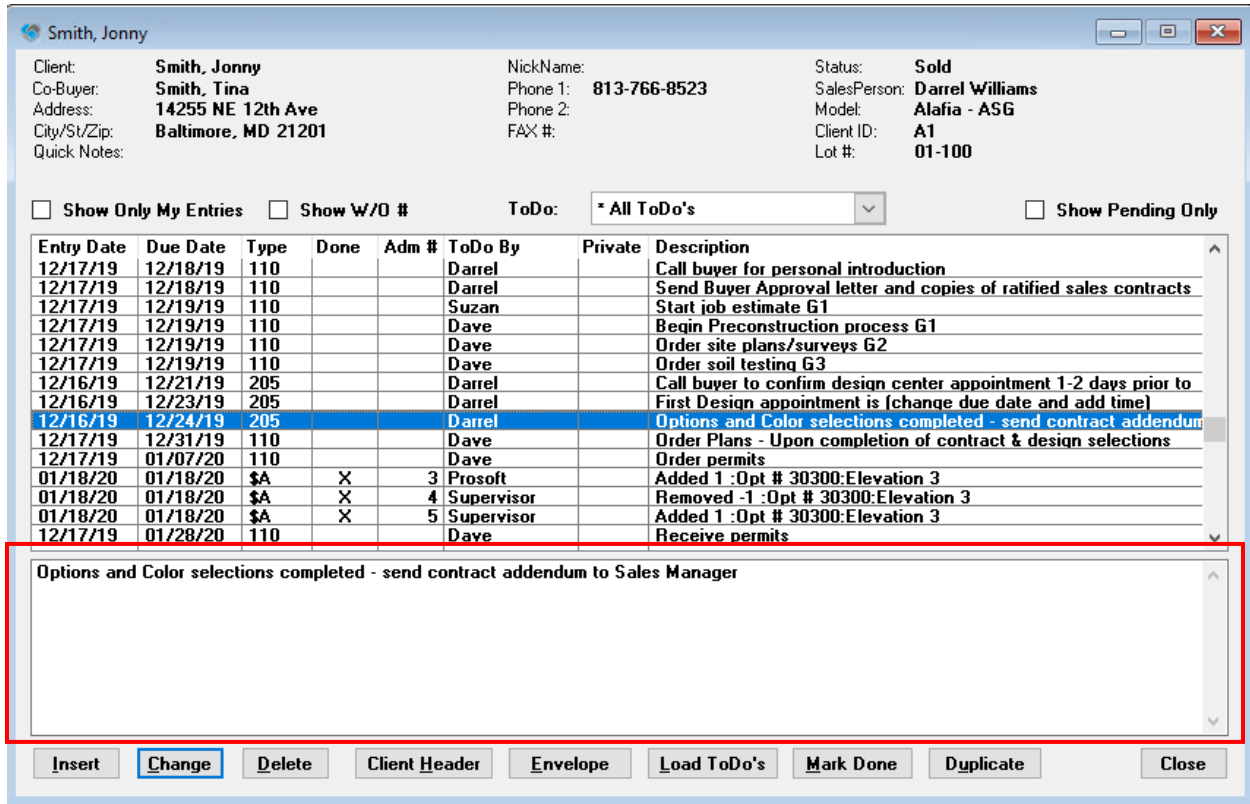 Smith, Jonny
Client: Smith, Jonny NickName: Status: Sold
Co-Buyer: Smith, Tina Phone 1: 813-766-8523 SalesPerson: Darrel Williams
Address: 14255 NE 12th Ave Phone 2: Model: Alafia - ASG
City/St/Zip: Baltimore, MD 21201 FAX #: Client ID: A1
Quick Notes: Lot #: 01-100
Show Only My Entries Show W/O # ToDo: * All ToDo's Show Pending Only
Entry Date Due Date Type Done Adm # ToDo By Private Description
12/17/19 12/18/19 110 Darrel Call buyer for personal introduction
12/17/19 12/18/19 110 Darrel Send Buyer Approval letter and copies of ratified sales contracts
12/17/19 12/19/19 110 Suzan Start job estimate G1
12/17/19 12/19/19 110 Dave Begin Preconstruction process G1
12/17/19 12/19/19 110 Dave Order site plans/surveys G2
12/17/19 12/19/19 110 Dave Order soil testing G3
12/16/19 12/21/19 205 Darrel Call buyer to confirm design center appointment 1-2 days prior to
12/16/19 12/23/19 205 Darrel First Design appointment is (change due date and add time)
12/16/19 12/24/19 205 Darrel Options and Color selections completed - send contract addendum
12/17/19 12/31/19 110 Dave Order Plans - Upon completion of contract & design selections
12/17/19 01/07/20 110 Dave Order permits
01/18/20 01/18/20 $A X 3 Prosoft Added 1 :Opt # 30300:Elevation 3
01/18/20 01/18/20 $A X 4 Supervisor Removed -1 :Opt # 30300:Elevation 3
01/18/20 01/18/20 $A X 5 Supervisor Added 1 :Opt # 30300:Elevation 3
12/17/19 01/28/20 110 Dave Receive permits
Options and Color selections completed - send contract addendum to Sales Manager
Insert Change Delete Client Header Envelope Load ToDo's Mark Done Duplicate Close